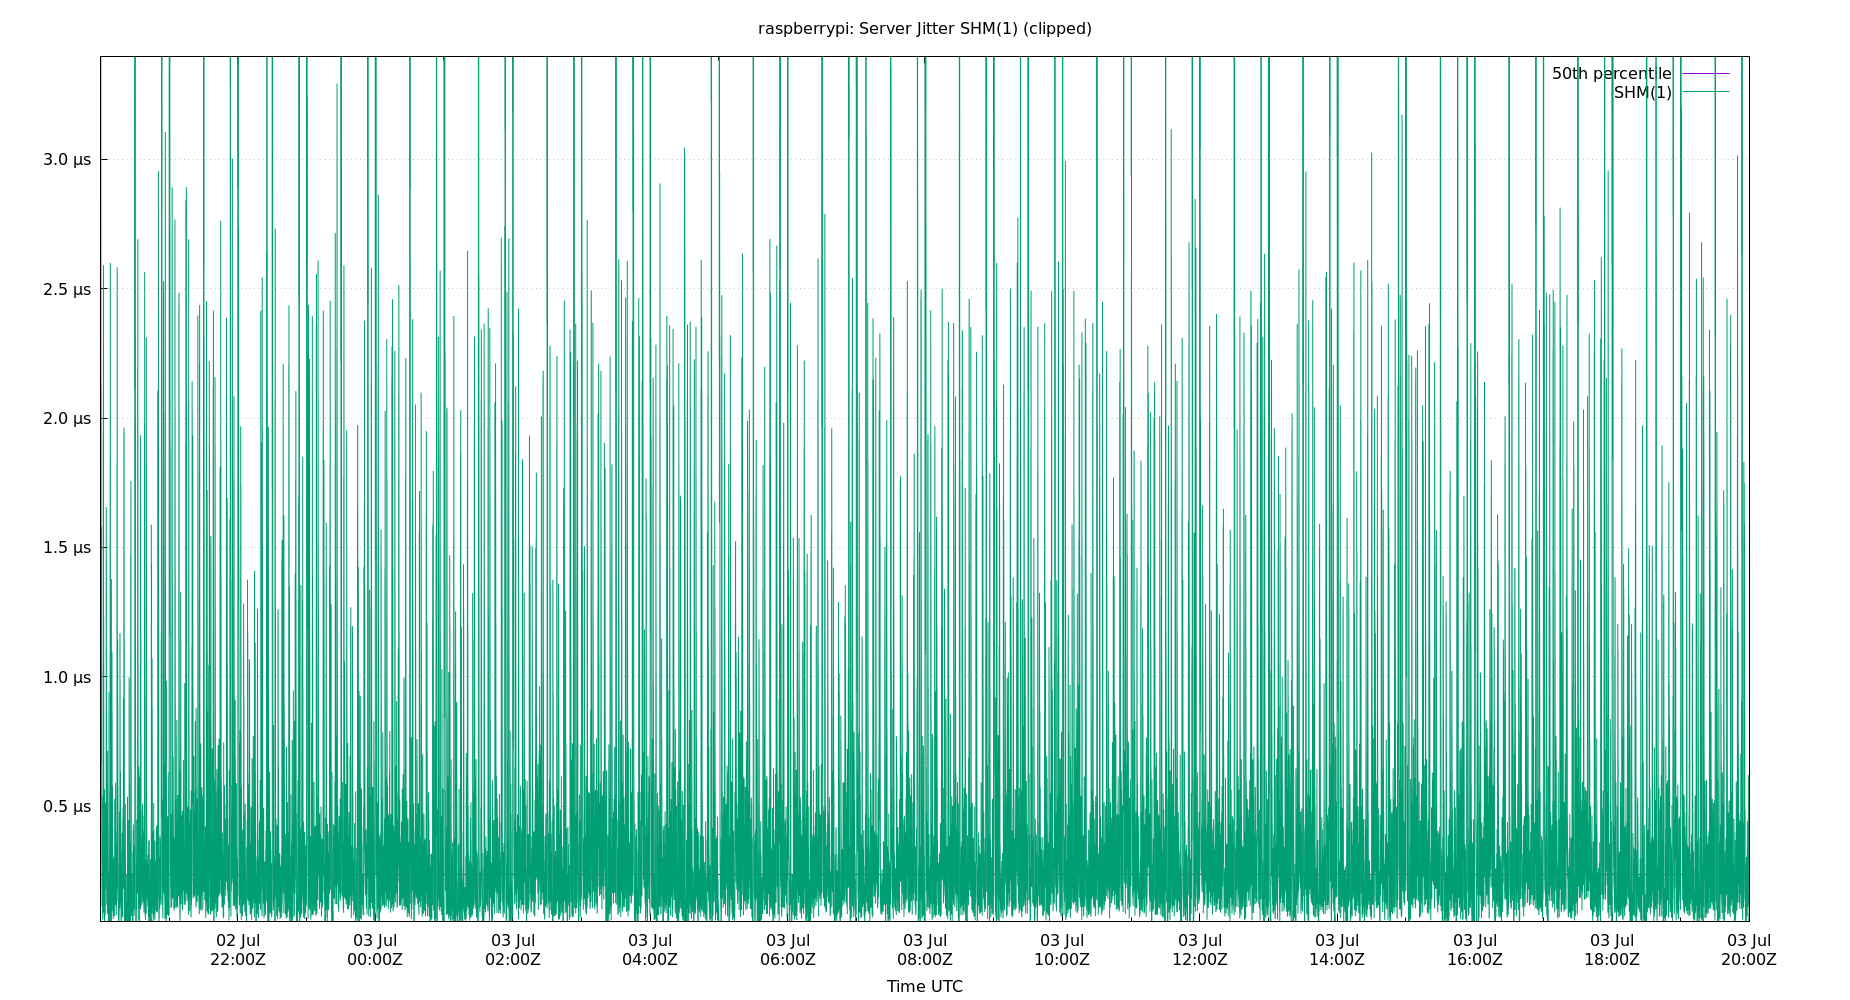 raspberrypi: Server Jitter SHM(1) (clipped)
50th percentile
SHM(1)
3.0 µs
2.5 µs
2.0 µs
1.5 µs
1.0 µs
0.5 µs
02 Jul 03 Jul 03 Jul 03 Jul 03 Jul 03 Jul 03 Jul 03 Jul 03 Jul 03 Jul 03 Jul 03 Jul
22:00Z 00:00Z 02:00Z 04:00Z 06:00Z 08:00Z 10:00Z 12:00Z 14:00Z 16:00Z 18:00Z 20:00Z
Time UTC